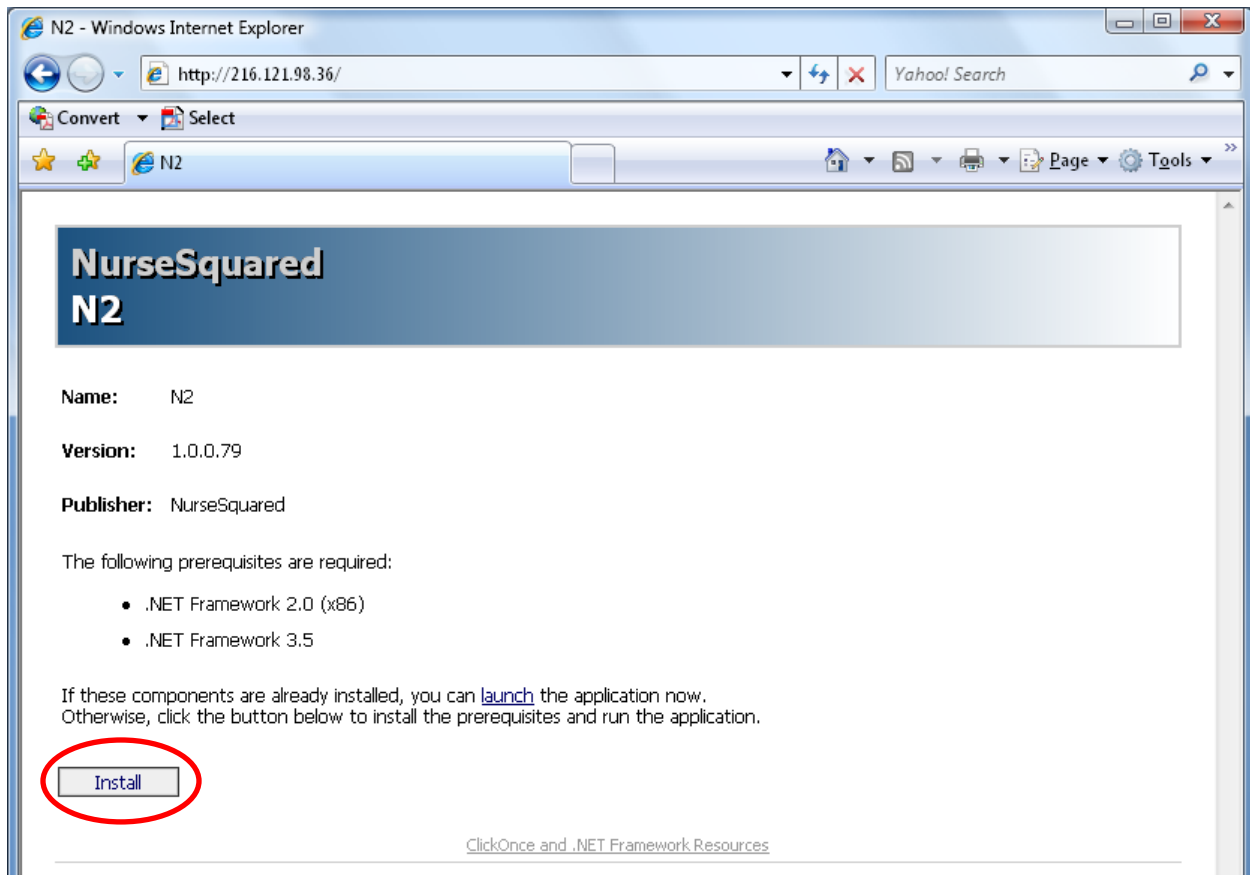 N2 - Windows Internet Explorer
http://216.121.98.36/
Yahoo! Search
Convert Select
N2 Page Tools
NurseSquared
N2
Name: N2
Version: 1.0.0.79
Publisher: NurseSquared
The following prerequisites are required:
.NET Framework 2.0 (x86)
.NET Framework 3.5
If these components are already installed, you can launch the application now.
Otherwise, click the button below to install the prerequisites and run the application.
Install
ClickOnce and .NET Framework Resources